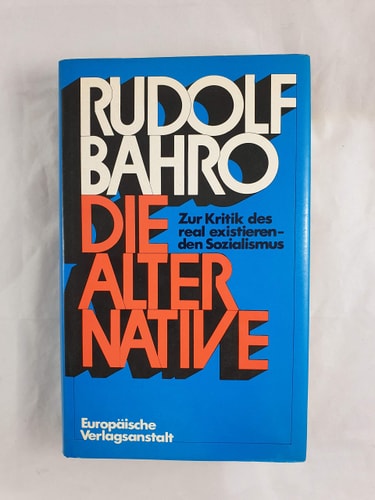 RUDOLF
BAHRO
DIE
ALTER
NATIVE
Zur Kritik des
real existieren-
den Sozialismus
Europäische
Verlagsanstalt